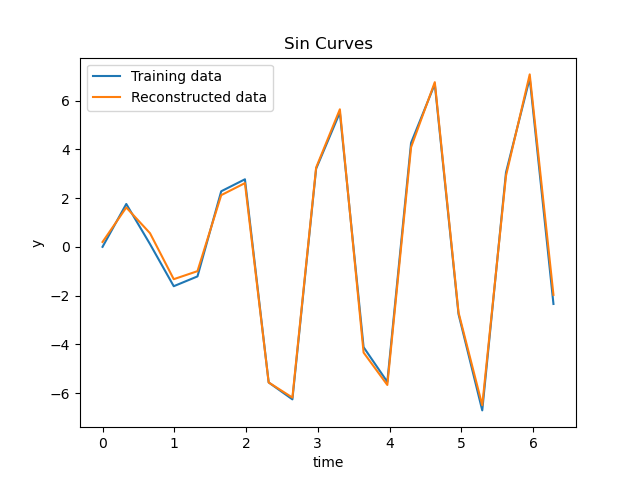 Sin Curves
Training data
Reconstructed data
6
4
2
0
−2
−4
−6
y
0 1 2 3 4 5 6
time